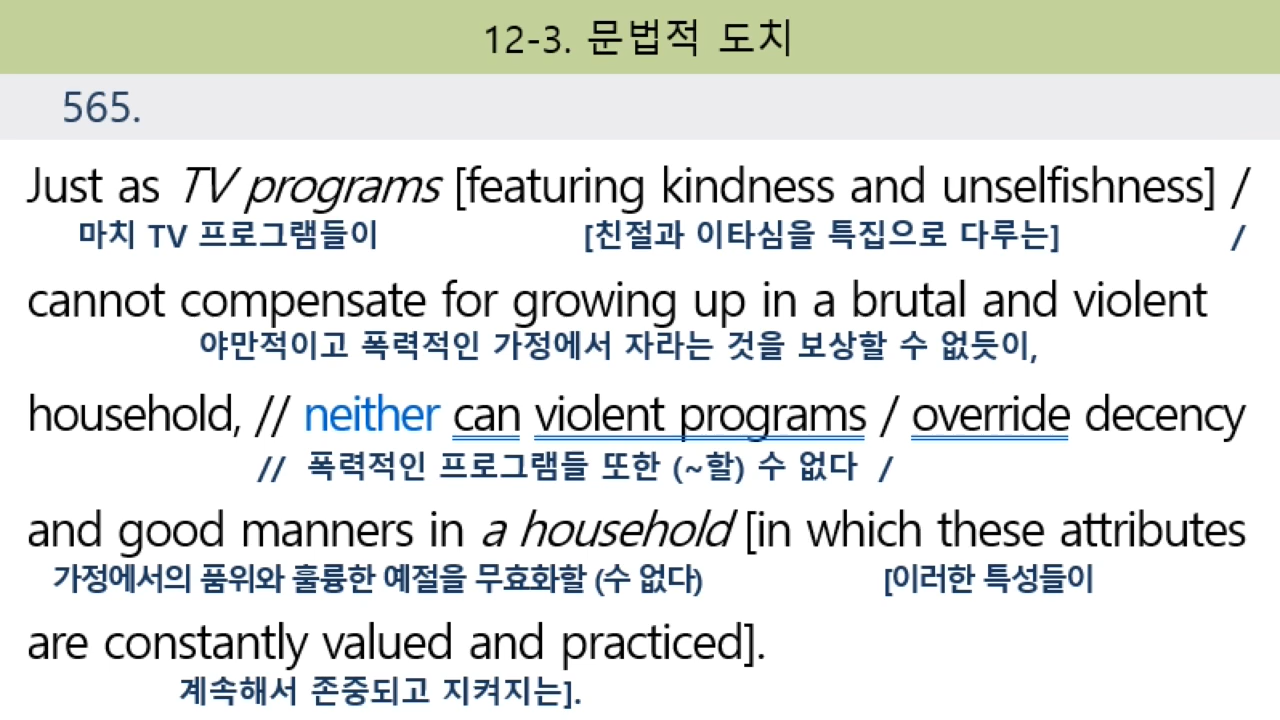 12-3. 문법적 도치
565.
Just as TV programs [featuring kindness and unselfishness] /
마치 TV 프로그램들이 [친절과 이타심을 특집으로 다루는] /
cannot compensate for growing up in a brutal and violent
야만적이고 폭력적인 가정에서 자라는 것을 보상할 수 없듯이,
household, // neither can violent programs / override decency
// 폭력적인 프로그램들 또한 (~할) 수 없다 /
and good manners in a household [in which these attributes
가정에서의 품위와 훌륭한 예절을 무효화할 (수 없다) [이러한 특성들이
are constantly valued and practiced].
계속해서 존중되고 지켜지는].